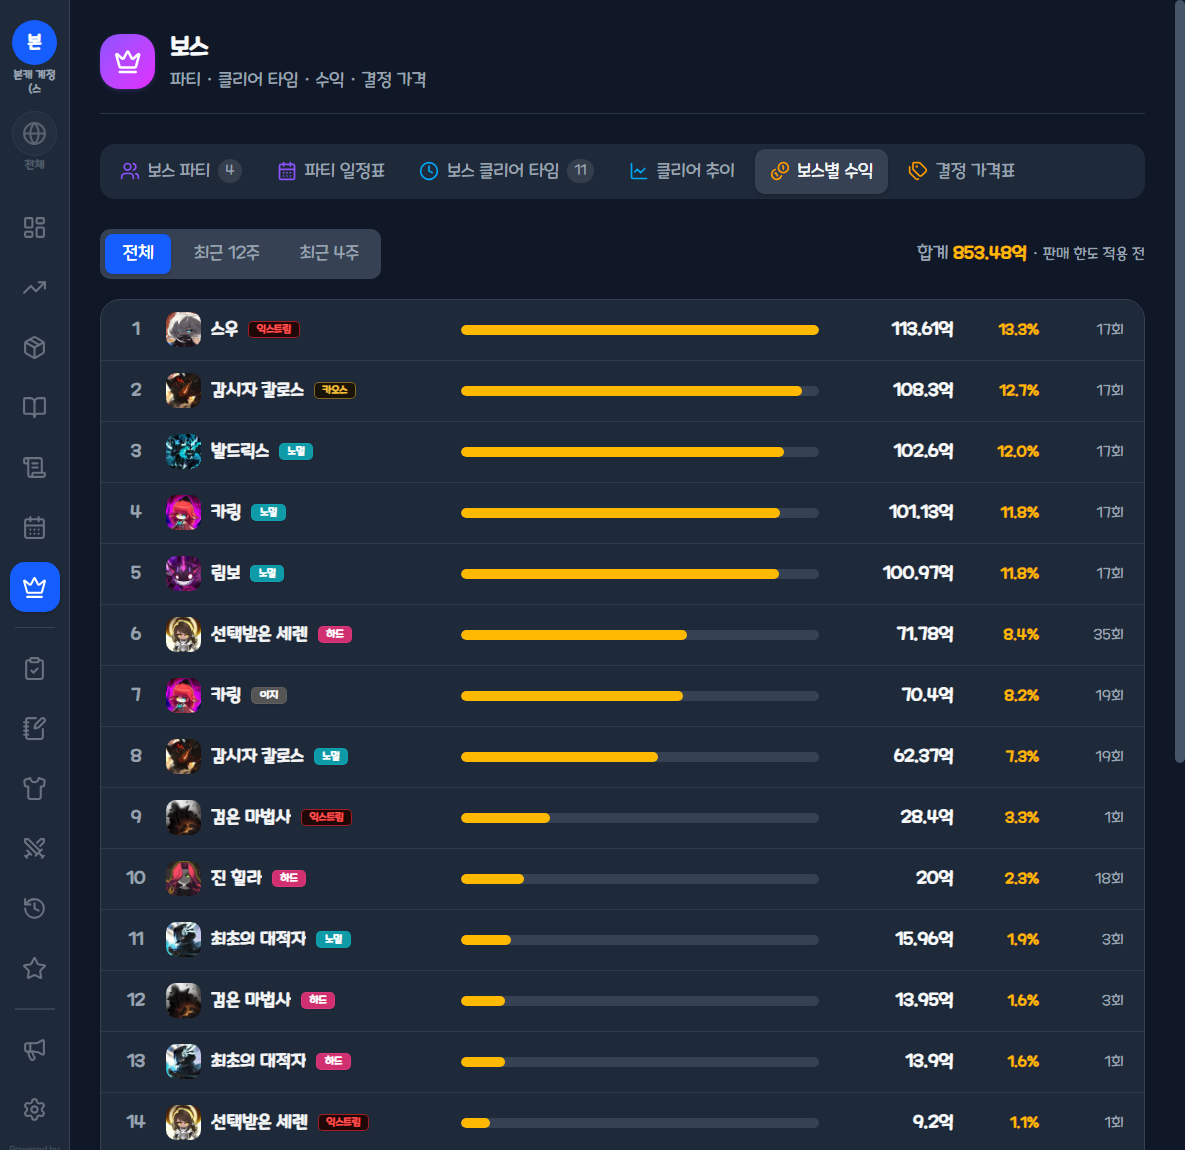 본
본캐 계정
(스
전체
보스
파티 · 클리어 타임 · 수익 · 결정 가격
보스 파티 4 파티 일정표 보스 클리어 타임 11 클리어 추이 보스별 수익 결정 가격표
전체 최근 12주 최근 4주 합계 853.48억 · 판매 한도 적용 전
1 스우 익스트림 113.61억 13.3% 17회
2 감시자 칼로스 카오스 108.3억 12.7% 17회
3 발드릭스 노멀 102.6억 12.0% 17회
4 카링 노멀 101.13억 11.8% 17회
5 림보 노멀 100.97억 11.8% 17회
6 선택받은 세렌 하드 71.78억 8.4% 35회
7 카링 이지 70.4억 8.2% 19회
8 감시자 칼로스 노멀 62.37억 7.3% 19회
9 검은 마법사 익스트림 28.4억 3.3% 1회
10 진 힐라 하드 20억 2.3% 18회
11 최초의 대적자 노멀 15.96억 1.9% 3회
12 검은 마법사 하드 13.95억 1.6% 3회
13 최초의 대적자 하드 13.9억 1.6% 1회
14 선택받은 세렌 익스트림 9.2억 1.1% 1회